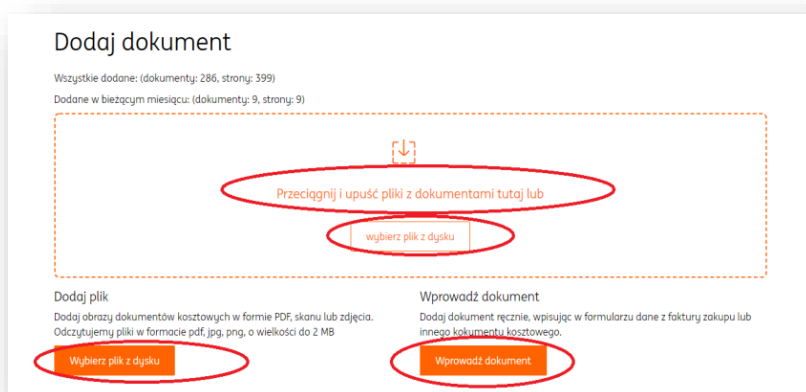 Dodaj dokument
Wszystkie dodane: (dokumenty: 286, strony: 399)
Dodane w bieżącym miesiącu: (dokumenty: 9, strony: 9)
Przeciągnij i upuść pliki z dokumentami tutaj lub
wybierz plik z dysku
Dodaj plik
Dodaj obrazy dokumentów kosztowych w formie PDF, skanu lub zdjęcia.
Odczytujemy pliki w formacie pdf, jpg, png, o wielkości do 2 MB
Wybierz plik z dysku
Wprowadź dokument
Dodaj dokument ręcznie, wpisując w formularzu dane z faktury zakupu lub
innego kokumentu kosztowego.
Wprowadź dokument